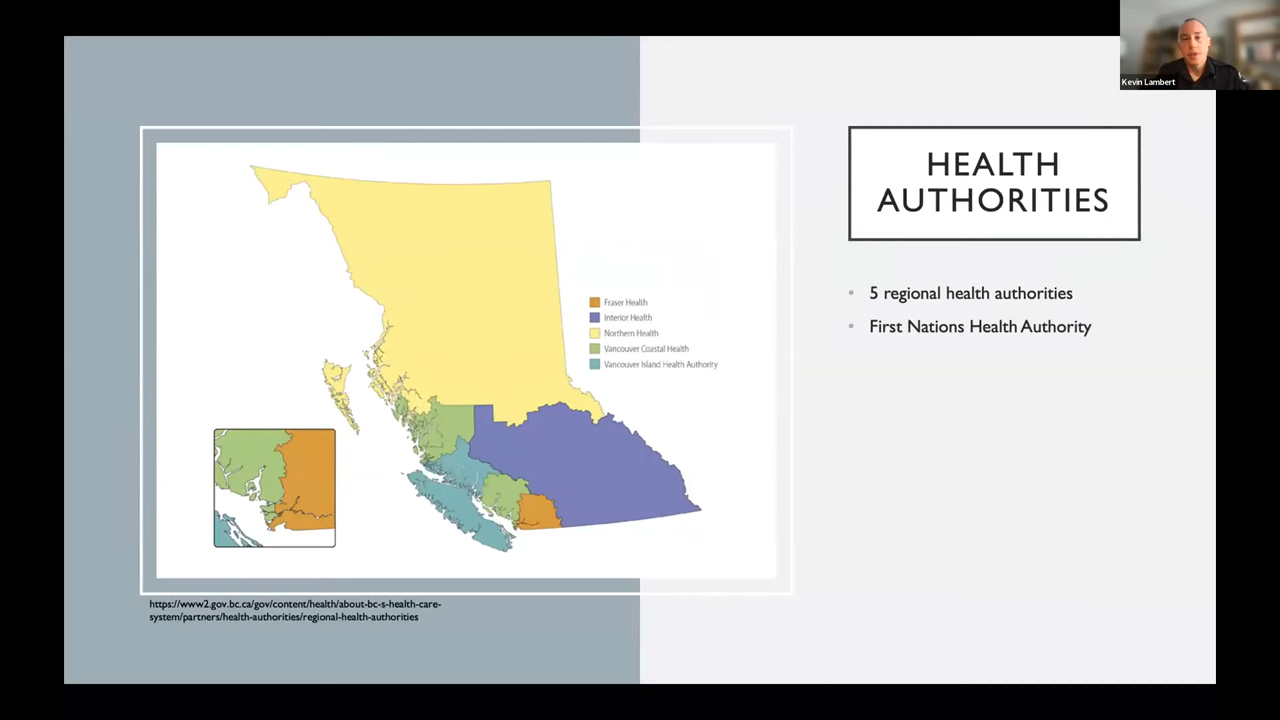 Kevin Lambert
HEALTH
AUTHORITIES
• 5 regional health authorities
• First Nations Health Authority
Fraser Health
Interior Health
Northern Health
Vancouver Coastal Health
Vancouver Island Health Authority
https://www2.gov.bc.ca/gov/content/health/about-bc-s-health-care-
system/partners/health-authorities/regional-health-authorities